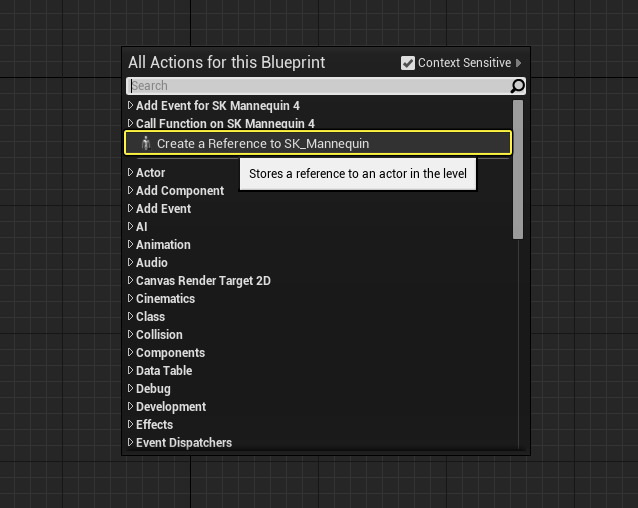 All Actions for this Blueprint Context Sensitive
Search
Add Event for SK Mannequin 4
Call Function on SK Mannequin 4
Create a Reference to SK_Mannequin
Stores a reference to an actor in the level
Actor
Add Component
Add Event
AI
Animation
Audio
Canvas Render Target 2D
Cinematics
Class
Collision
Components
Data Table
Debug
Development
Effects
Event Dispatchers